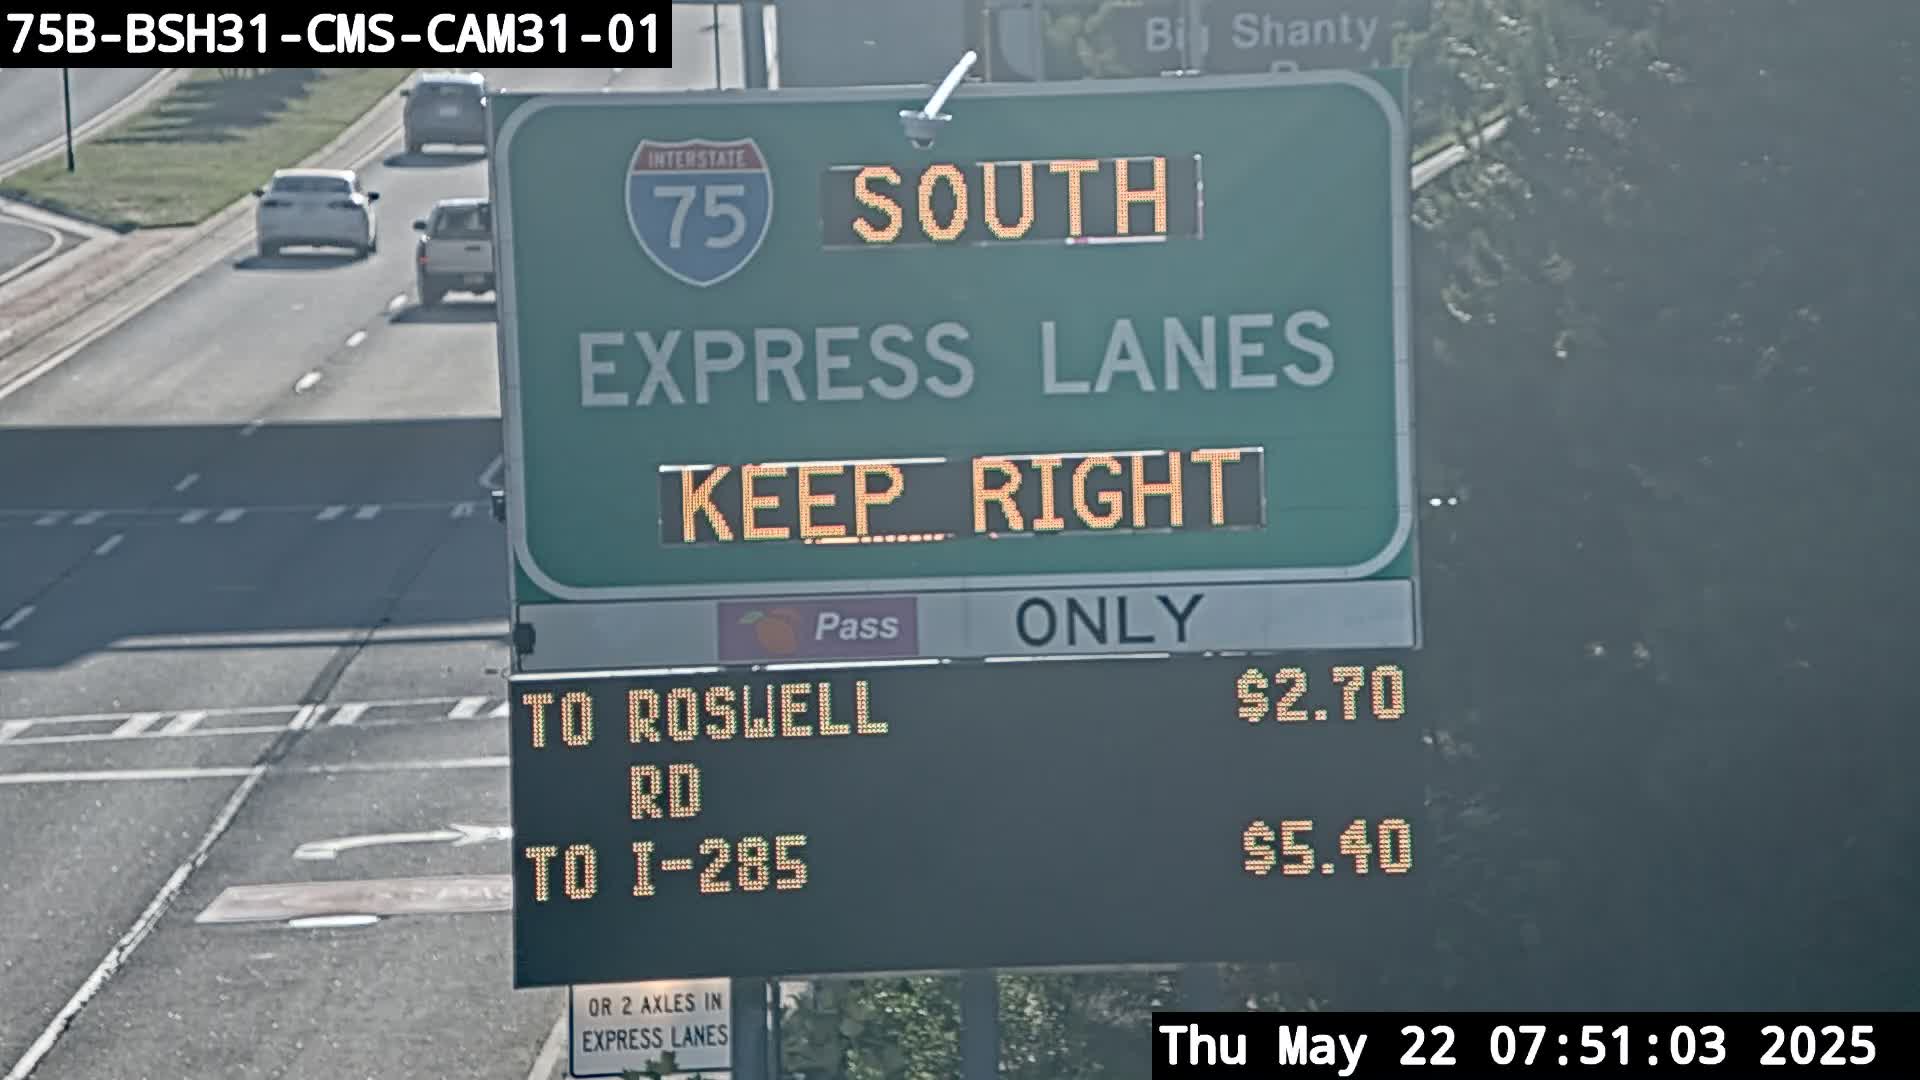 75B-BSH31-CMS-CAM31-01
Big Shanty
INTERSTATE
75
SOUTH
EXPRESS LANES
KEEP RIGHT
Pass ONLY
TO ROSWELL $2.70
RD
TO I-285 $5.40
OR 2 AXLES IN
EXPRESS LANES
Thu May 22 07:51:03 2025